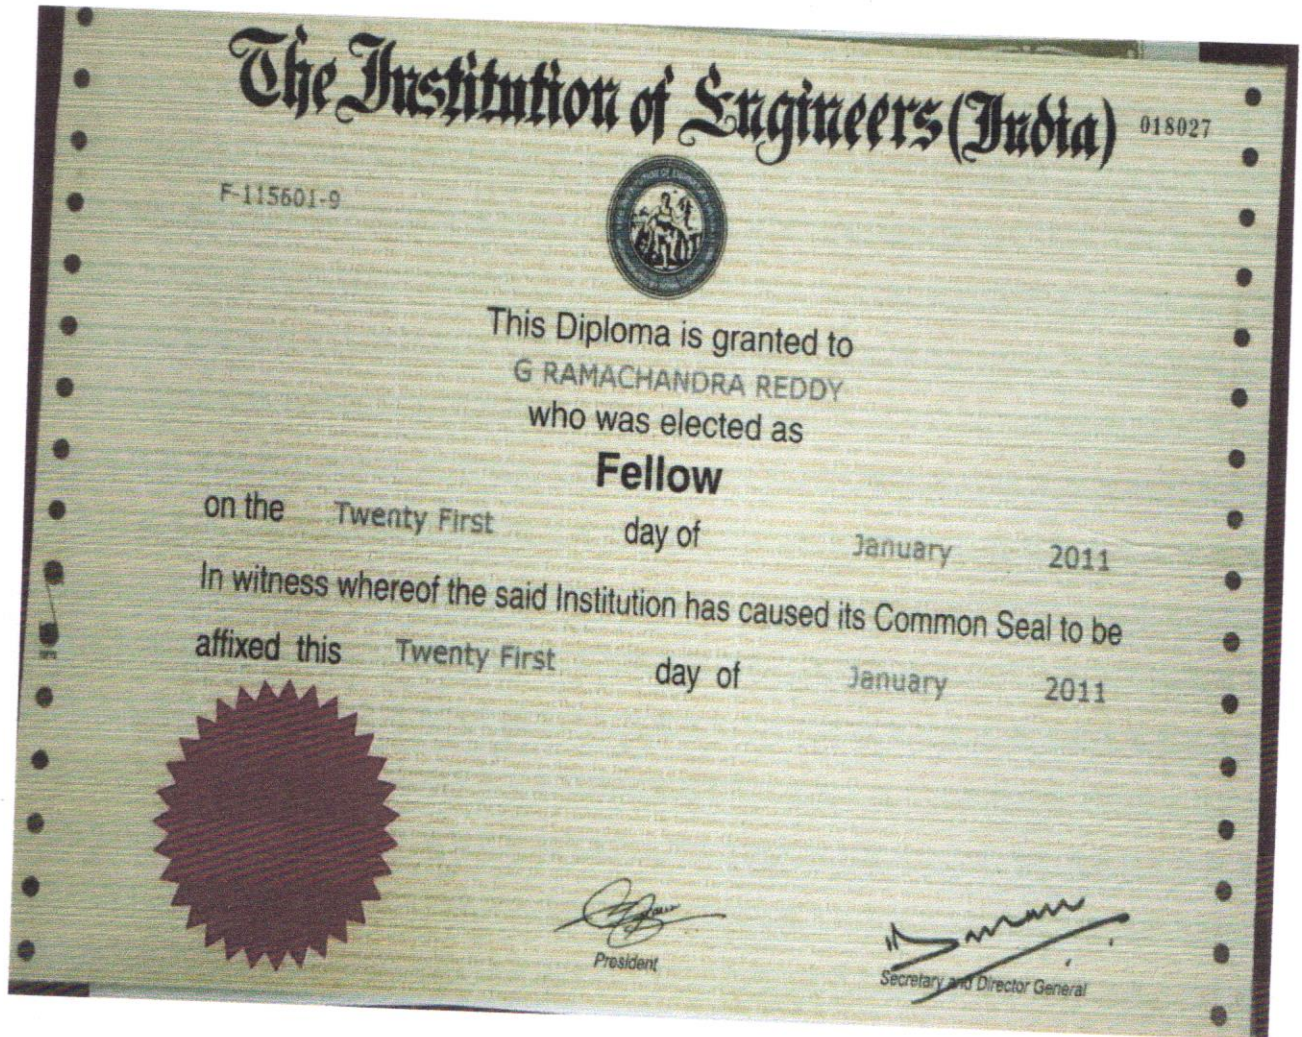 The Institution of Engineers (India) 018027
F-115601-9
This Diploma is granted to
G RAMACHANDRA REDDY
who was elected as
Fellow
on the Twenty First day of January 2011
In witness whereof the said Institution has caused its Common Seal to be
affixed this Twenty First day of January 2011
President
Secretary and Director General